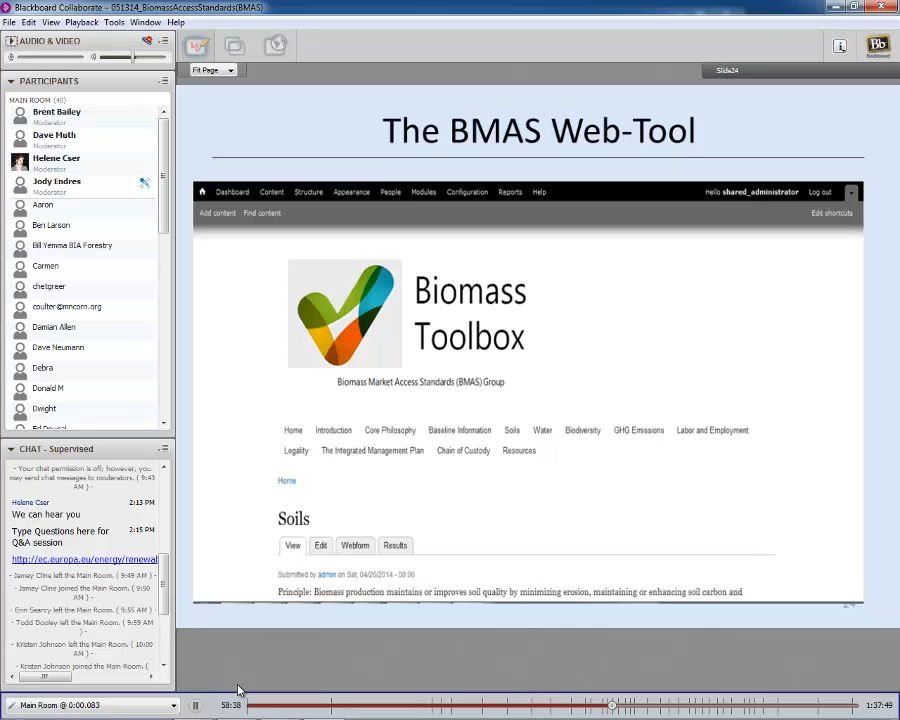 Blackboard Collaborate – 051314_BiomassAccessStandards(BMAS)
File Edit View Playback Tools Window Help
AUDIO & VIDEO
PARTICIPANTS
MAIN ROOM (40)
Brent Bailey
Moderator
Dave Muth
Moderator
Helene Cser
Moderator
Jody Endres
Moderator
Aaron
Ben Larson
Bill Yemma BIA Forestry
Carmen
chetgreer
coulter@mncorn.org
Damian Allen
Dave Neumann
Debra
Donald M
Dwight
CHAT - Supervised
- Your chat permission is off; however, you
may send chat messages to moderators. ( 9:43
AM ) -
Helene Cser 2:13 PM
We can hear you
Type Questions here for 2:15 PM
Q&A session
http://ec.europa.eu/energy/renewal
- Jamey Cline left the Main Room. ( 9:49 AM ) -
- Jamey Cline joined the Main Room. ( 9:50
AM ) -
- Erin Searcy left the Main Room. ( 9:55 AM ) -
- Todd Dooley left the Main Room. ( 9:59
AM ) -
- Kristen Johnson left the Main Room. ( 10:00
AM ) -
- Kristen Johnson joined the Main Room. (
Main Room @ 0:00.083
58:38
1:37:49
Fit Page
Slide24
Bb
Blackboard
The BMAS Web-Tool
Dashboard Content Structure Appearance People Modules Configuration Reports Help Hello shared_administrator Log out
Add content Find content Edit shortcuts
Biomass
Toolbox
Biomass Market Access Standards (BMAS) Group
Home Introduction Core Philosophy Baseline Information Soils Water Biodiversity GHG Emissions Labor and Employment
Legality The Integrated Management Plan Chain of Custody Resources
Home
Soils
View Edit Webform Results
Submitted by admin on Sat, 04/25/2014 - 00:00
Principle: Biomass production maintains or improves soil quality by minimizing erosion, maintaining or enhancing soil carbon and
24